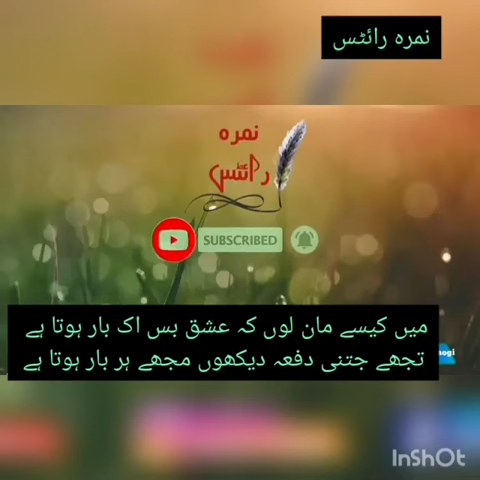 نمرہ رائٹس
نمرہ
رائٹس
SUBSCRIBED
میں کیسے مان لوں کہ عشق بس اک بار ہوتا ہے
تجھے جتنی دفعہ دیکھوں مجھے ہر بار ہوتا ہے
mogi
InShOt